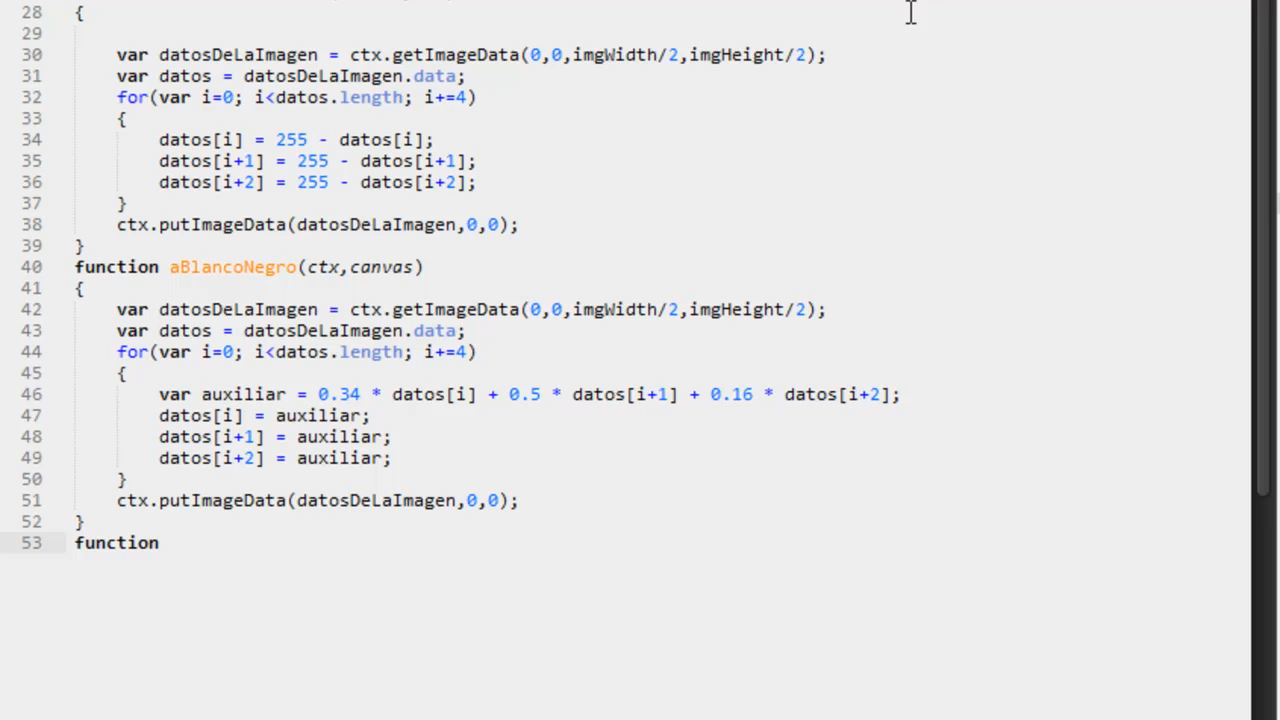 28 {
29
30 var datosDeLaImagen = ctx.getImageData(0,0,imgWidth/2,imgHeight/2);
31 var datos = datosDeLaImagen.data;
32 for(var i=0; i<datos.length; i+=4)
33 {
34 datos[i] = 255 - datos[i];
35 datos[i+1] = 255 - datos[i+1];
36 datos[i+2] = 255 - datos[i+2];
37 }
38 ctx.putImageData(datosDeLaImagen,0,0);
39 }
40 function aBlancoNegro(ctx,canvas)
41 {
42 var datosDeLaImagen = ctx.getImageData(0,0,imgWidth/2,imgHeight/2);
43 var datos = datosDeLaImagen.data;
44 for(var i=0; i<datos.length; i+=4)
45 {
46 var auxiliar = 0.34 * datos[i] + 0.5 * datos[i+1] + 0.16 * datos[i+2];
47 datos[i] = auxiliar;
48 datos[i+1] = auxiliar;
49 datos[i+2] = auxiliar;
50 }
51 ctx.putImageData(datosDeLaImagen,0,0);
52 }
53 function